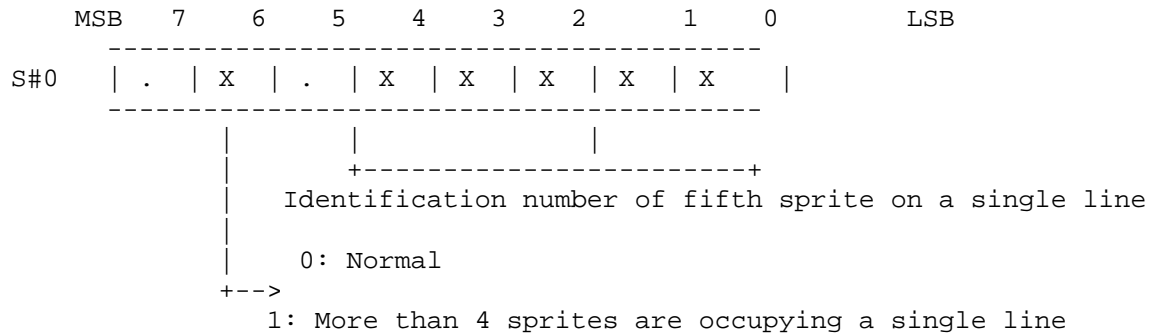 MSB 7 6 5 4 3 2 1 0 LSB
-----------------------------------------
S#0 | . | X | . | X | X | X | X | X |
-----------------------------------------
| | |
| +------------------------+
| Identification number of fifth sprite on a single line
|
| 0: Normal
+-->
1: More than 4 sprites are occupying a single line